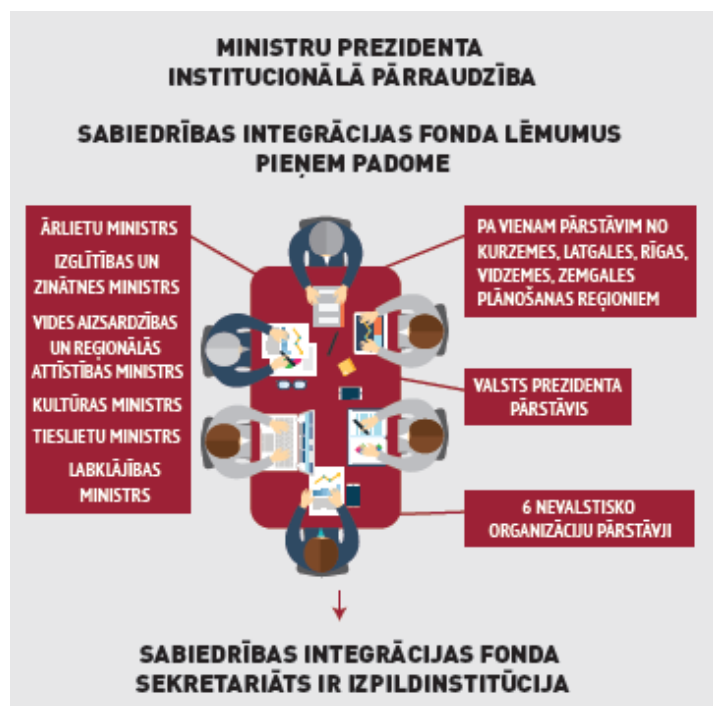 MINISTRU PREZIDENTA
INSTITUCIONĀLĀ PĀRRAUDZĪBA
SABIEDRĪBAS INTEGRĀCIJAS FONDA LĒMUMUS
PIEŅEM PADOME
ĀRLIETU MINISTRS
IZGLĪTĪBAS UN
ZINĀTNES MINISTRS
VIDES AIZSARDZĪBAS
UN REĢIONĀLĀS
ATTĪSTĪBAS MINISTRS
KULTŪRAS MINISTRS
TIESLIETU MINISTRS
LABKLĀJĪBAS
MINISTRS
PA VIENAM PĀRSTĀVIM NO
KURZEMES, LATGALES, RĪGAS,
VIDZEMES, ZEMGALES
PLĀNOŠANAS REĢIONIEM
VALSTS PREZIDENTA
PĀRSTĀVIS
6 NEVALSTISKO
ORGANIZĀCIJU PĀRSTĀVJI
SABIEDRĪBAS INTEGRĀCIJAS FONDA
SEKRETARIĀTS IR IZPILDINSTITŪCIJA